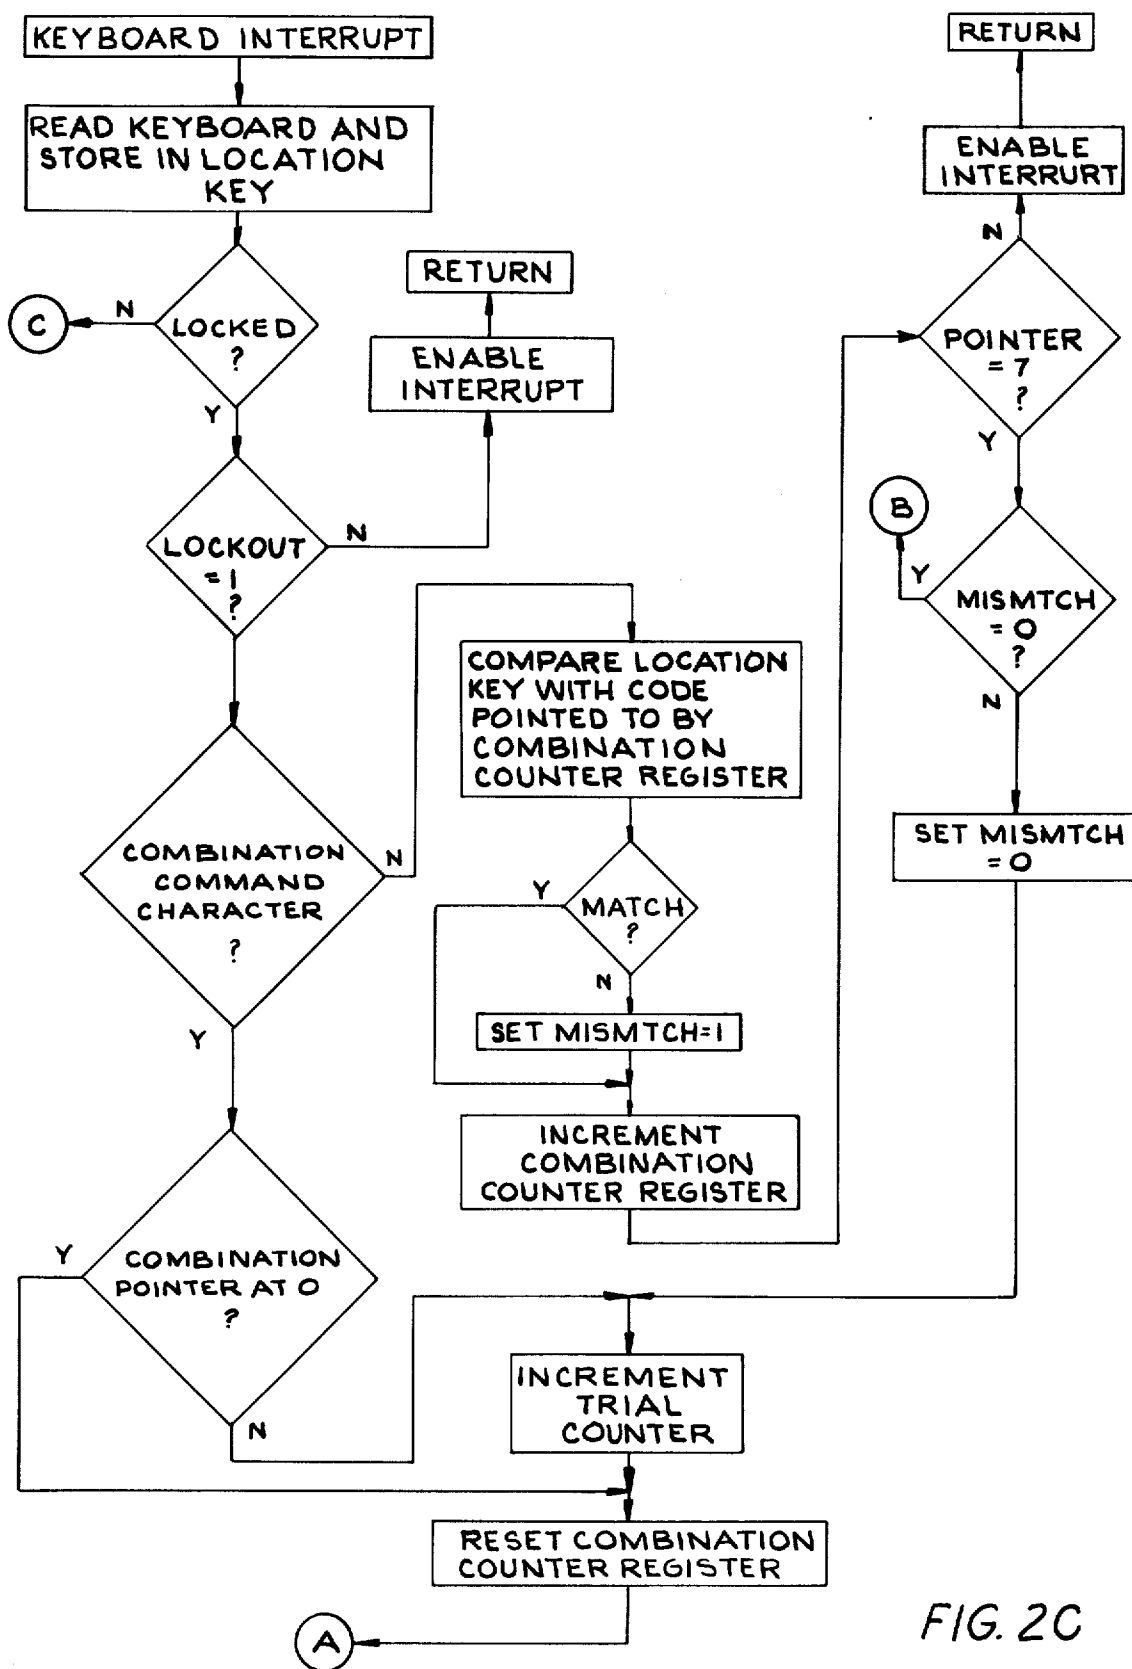 KEYBOARD INTERRUPT
READ KEYBOARD AND
STORE IN LOCATION
KEY
LOCKED
?
N
C
Y
LOCKOUT
= 1
?
N
ENABLE
INTERRUPT
RETURN
COMBINATION
COMMAND
CHARACTER
?
N
Y
COMBINATION
POINTER AT 0
?
Y
N
COMPARE LOCATION
KEY WITH CODE
POINTED TO BY
COMBINATION
COUNTER REGISTER
MATCH
?
Y
N
SET MISMTCH=1
INCREMENT
COMBINATION
COUNTER REGISTER
RETURN
ENABLE
INTERRURT
N
POINTER
= 7
?
Y
B
Y
MISMTCH
= 0
?
N
SET MISMTCH
= 0
INCREMENT
TRIAL
COUNTER
RESET COMBINATION
COUNTER REGISTER
A
FIG. 2C